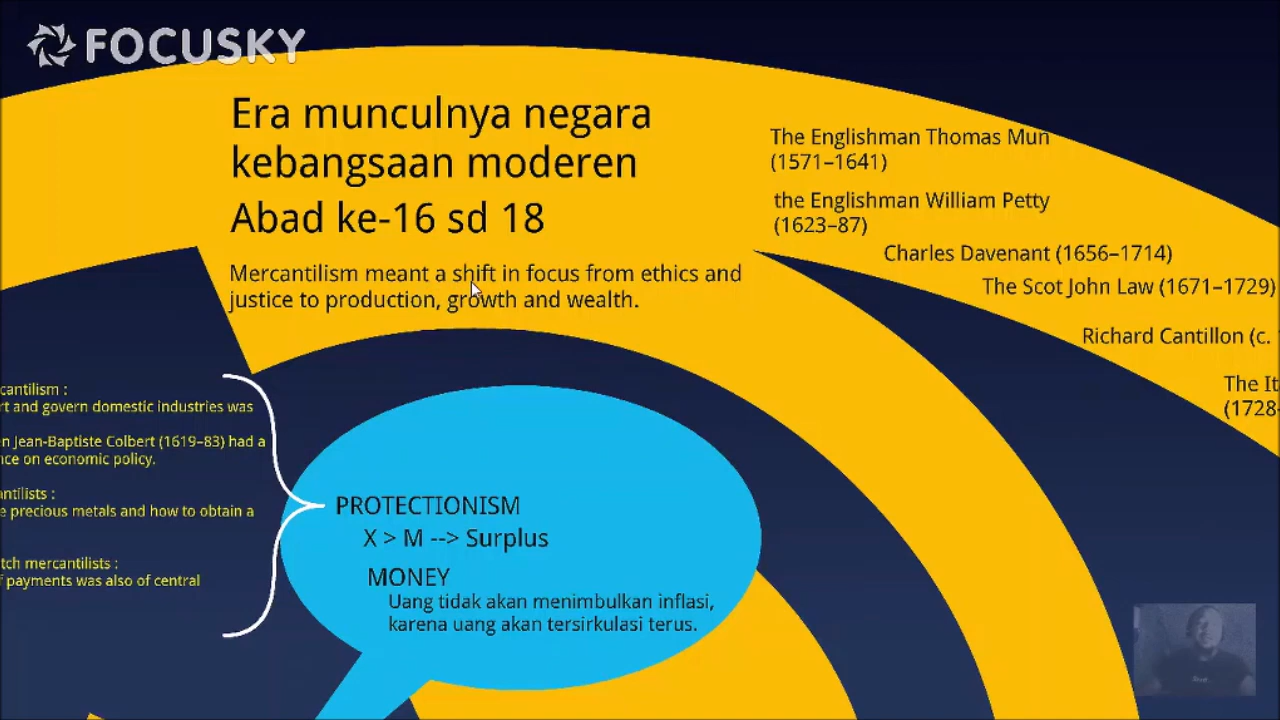 FOCUSKY
Era munculnya negara
kebangsaan moderen
Abad ke-16 sd 18
Mercantilism meant a shift in focus from ethics and
justice to production, growth and wealth.
The Englishman Thomas Mun
(1571–1641)
the Englishman William Petty
(1623–87)
Charles Davenant (1656–1714)
The Scot John Law (1671–1729)
Richard Cantillon (c.
The It
(1728-
cantilism :
rt and govern domestic industries was
n Jean-Baptiste Colbert (1619–83) had a
nce on economic policy.
antilists :
e precious metals and how to obtain a
tch mercantilists :
f payments was also of central
PROTECTIONISM
X > M --> Surplus
MONEY
Uang tidak akan menimbulkan inflasi,
karena uang akan tersirkulasi terus.